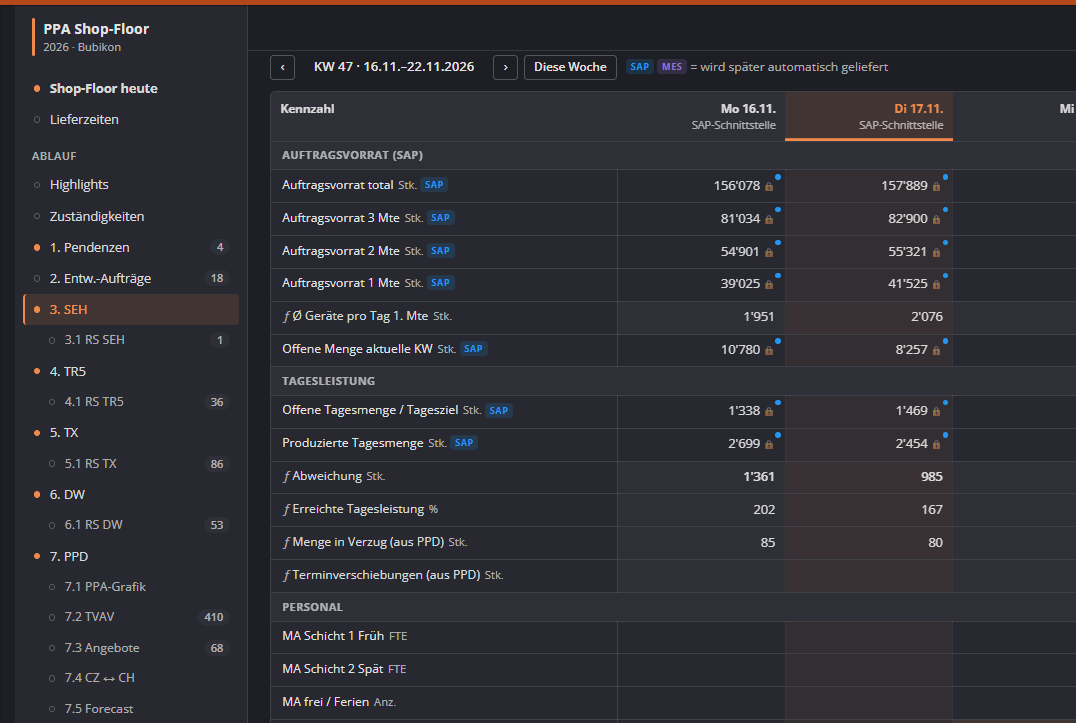 PPA Shop-Floor
2026 · Bubikon
Shop-Floor heute
Lieferzeiten
ABLAUF
Highlights
Zuständigkeiten
1. Pendenzen 4
2. Entw.-Aufträge 18
3. SEH
3.1 RS SEH 1
4. TR5
4.1 RS TR5 36
5. TX
5.1 RS TX 86
6. DW
6.1 RS DW 53
7. PPD
7.1 PPA-Grafik
7.2 TVAV 410
7.3 Angebote 68
7.4 CZ ↔ CH
7.5 Forecast
‹ KW 47 · 16.11.–22.11.2026 › Diese Woche SAP MES = wird später automatisch geliefert
Kennzahl Mo 16.11. Di 17.11. Mi
SAP-Schnittstelle SAP-Schnittstelle
AUFTRAGSVORRAT (SAP)
Auftragsvorrat total Stk. SAP 156'078 157'889
Auftragsvorrat 3 Mte Stk. SAP 81'034 82'900
Auftragsvorrat 2 Mte Stk. SAP 54'901 55'321
Auftragsvorrat 1 Mte Stk. SAP 39'025 41'525
ƒ Ø Geräte pro Tag 1. Mte Stk. 1'951 2'076
Offene Menge aktuelle KW Stk. SAP 10'780 8'257
TAGESLEISTUNG
Offene Tagesmenge / Tagesziel Stk. SAP 1'338 1'469
Produzierte Tagesmenge Stk. SAP 2'699 2'454
ƒ Abweichung Stk. 1'361 985
ƒ Erreichte Tagesleistung % 202 167
ƒ Menge in Verzug (aus PPD) Stk. 85 80
ƒ Terminverschiebungen (aus PPD) Stk.
PERSONAL
MA Schicht 1 Früh FTE
MA Schicht 2 Spät FTE
MA frei / Ferien Anz.